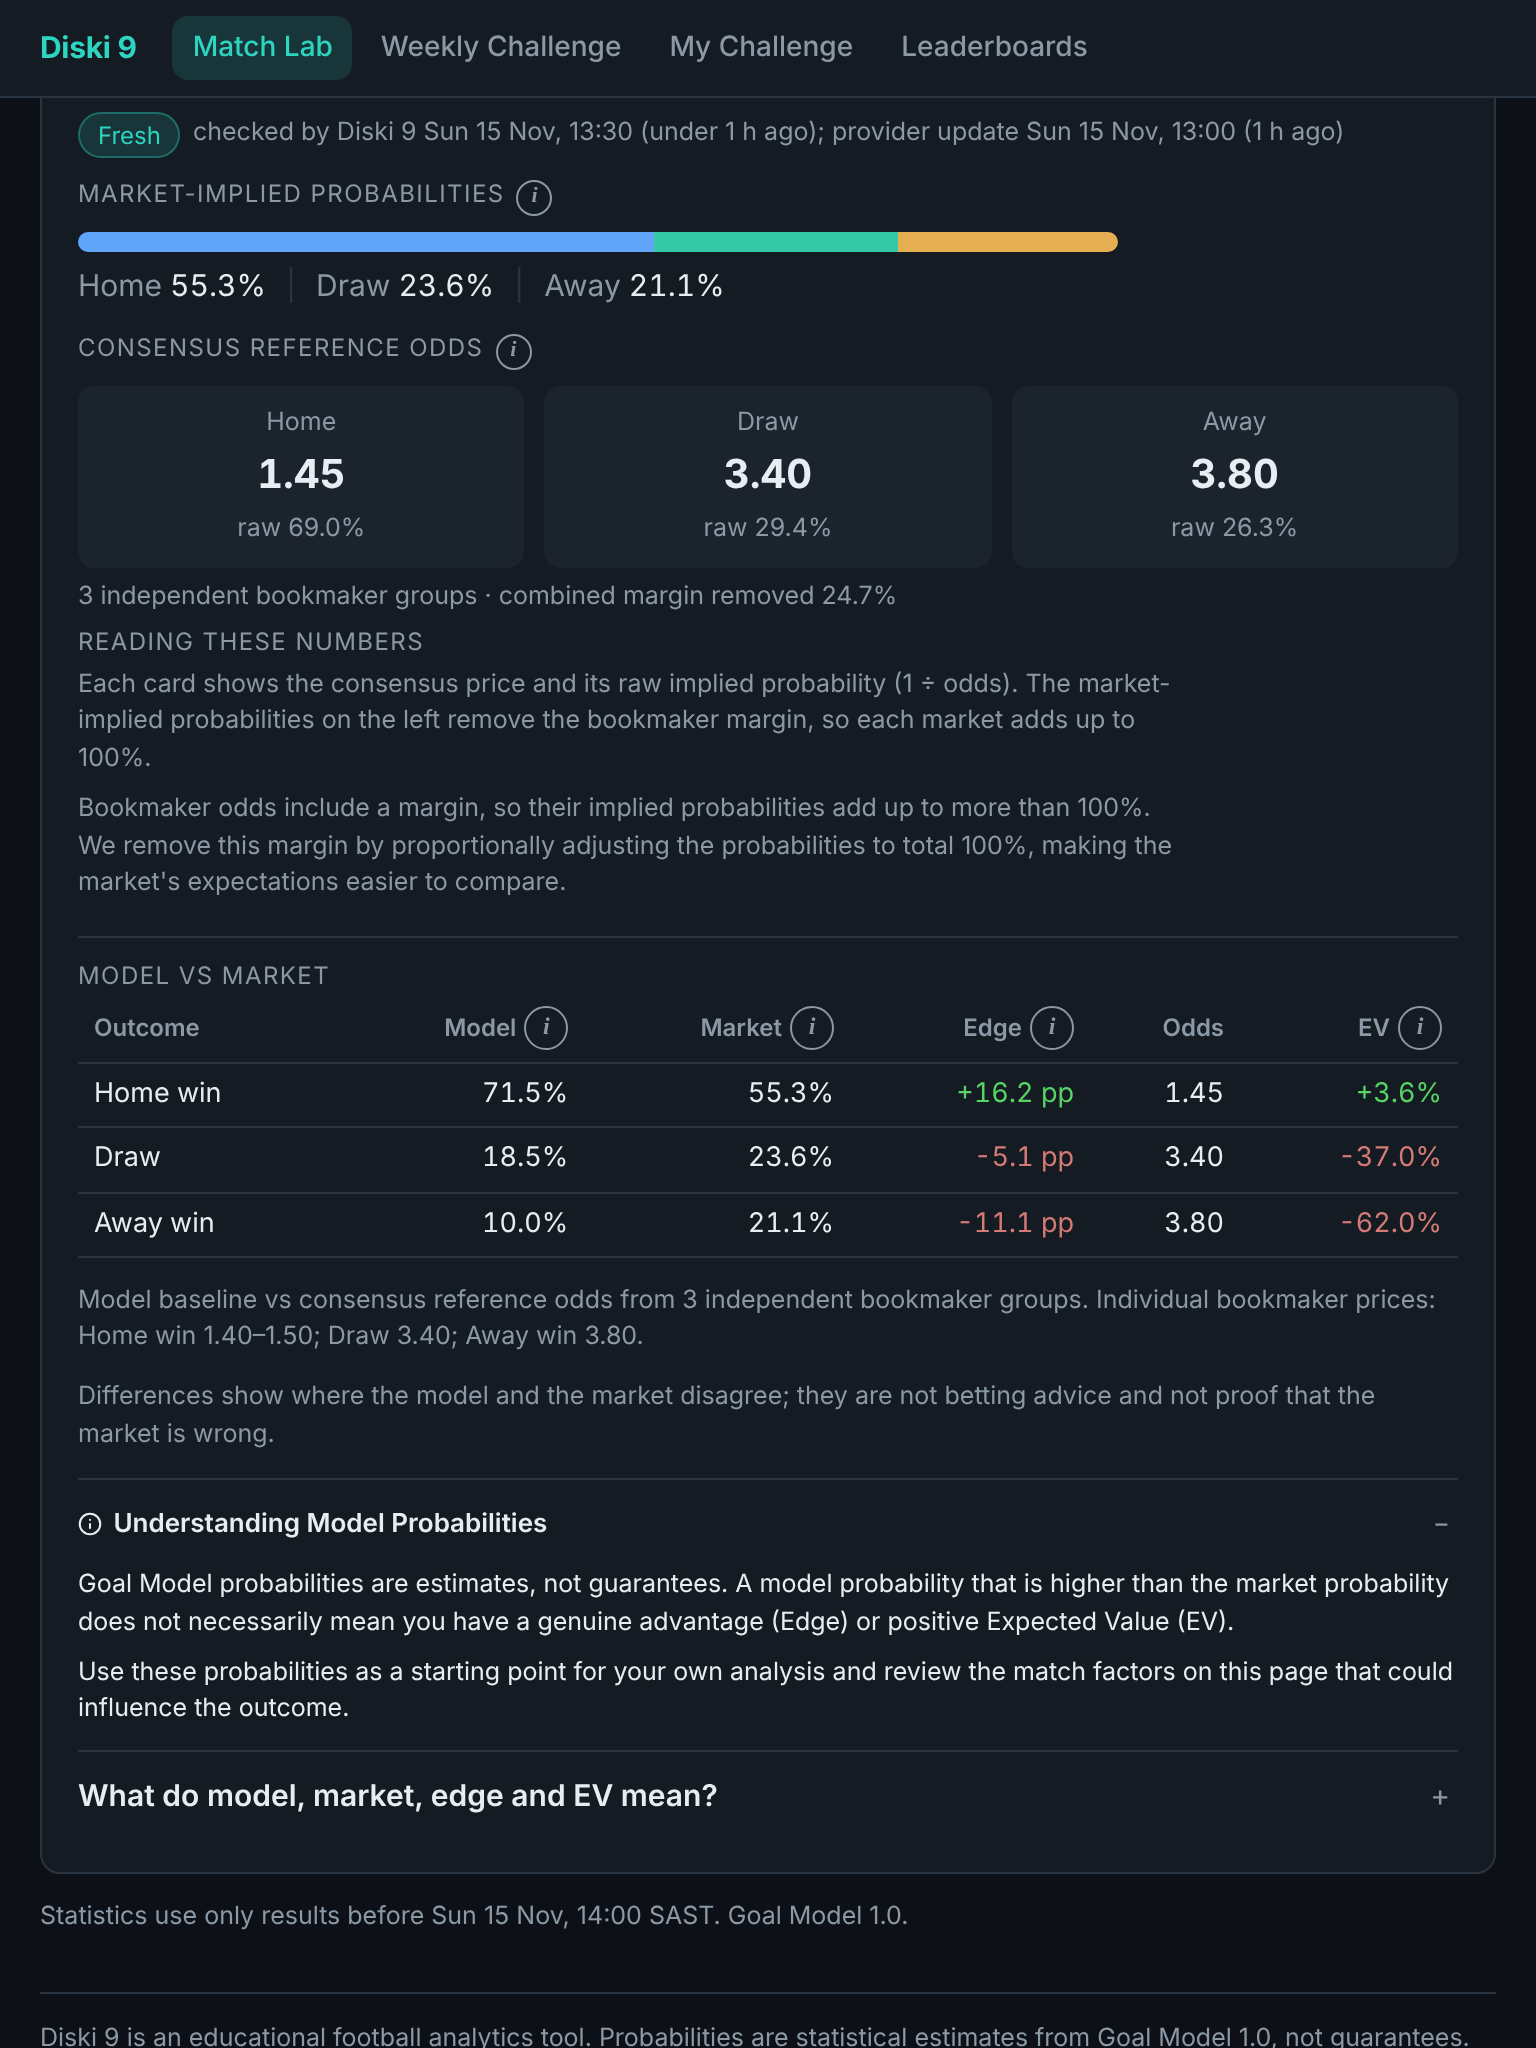 Diski 9 Match Lab Weekly Challenge My Challenge Leaderboards
Fresh checked by Diski 9 Sun 15 Nov, 13:30 (under 1 h ago); provider update Sun 15 Nov, 13:00 (1 h ago)
MARKET-IMPLIED PROBABILITIES i
Home 55.3% Draw 23.6% Away 21.1%
CONSENSUS REFERENCE ODDS i
Home Draw Away
1.45 3.40 3.80
raw 69.0% raw 29.4% raw 26.3%
3 independent bookmaker groups · combined margin removed 24.7%
READING THESE NUMBERS
Each card shows the consensus price and its raw implied probability (1 ÷ odds). The market-
implied probabilities on the left remove the bookmaker margin, so each market adds up to
100%.
Bookmaker odds include a margin, so their implied probabilities add up to more than 100%.
We remove this margin by proportionally adjusting the probabilities to total 100%, making the
market's expectations easier to compare.
MODEL VS MARKET
Outcome Model i Market i Edge i Odds EV i
Home win 71.5% 55.3% +16.2 pp 1.45 +3.6%
Draw 18.5% 23.6% -5.1 pp 3.40 -37.0%
Away win 10.0% 21.1% -11.1 pp 3.80 -62.0%
Model baseline vs consensus reference odds from 3 independent bookmaker groups. Individual bookmaker prices:
Home win 1.40–1.50; Draw 3.40; Away win 3.80.
Differences show where the model and the market disagree; they are not betting advice and not proof that the
market is wrong.
Understanding Model Probabilities −
Goal Model probabilities are estimates, not guarantees. A model probability that is higher than the market probability
does not necessarily mean you have a genuine advantage (Edge) or positive Expected Value (EV).
Use these probabilities as a starting point for your own analysis and review the match factors on this page that could
influence the outcome.
What do model, market, edge and EV mean? +
Statistics use only results before Sun 15 Nov, 14:00 SAST. Goal Model 1.0.
Diski 9 is an educational football analytics tool. Probabilities are statistical estimates from Goal Model 1.0, not guarantees.